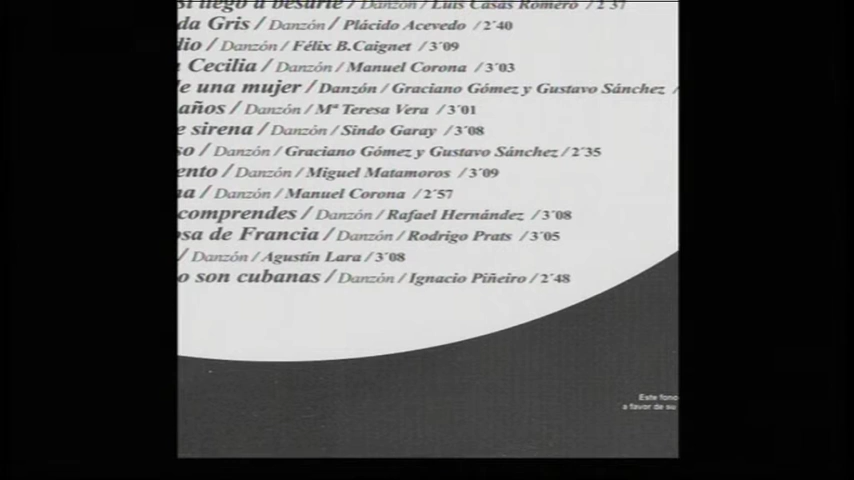 si llego a besarte / Danzón / Luis Casas Romero / 2´37
da Gris / Danzón / Plácido Acevedo / 2´40
dio / Danzón / Félix B.Caignet / 3´09
a Cecilia / Danzón / Manuel Corona / 3´03
de una mujer / Danzón / Graciano Gómez y Gustavo Sánchez /
años / Danzón / Mª Teresa Vera / 3´01
e sirena / Danzón / Sindo Garay / 3´08
so / Danzón / Graciano Gómez y Gustavo Sánchez / 2´35
ento / Danzón / Miguel Matamoros / 3´09
na / Danzón / Manuel Corona / 2´57
comprendes / Danzón / Rafael Hernández / 3´08
osa de Francia / Danzón / Rodrigo Prats / 3´05
/ Danzón / Agustín Lara / 3´08
o son cubanas / Danzón / Ignacio Piñeiro / 2´48
Este fono
a favor de su